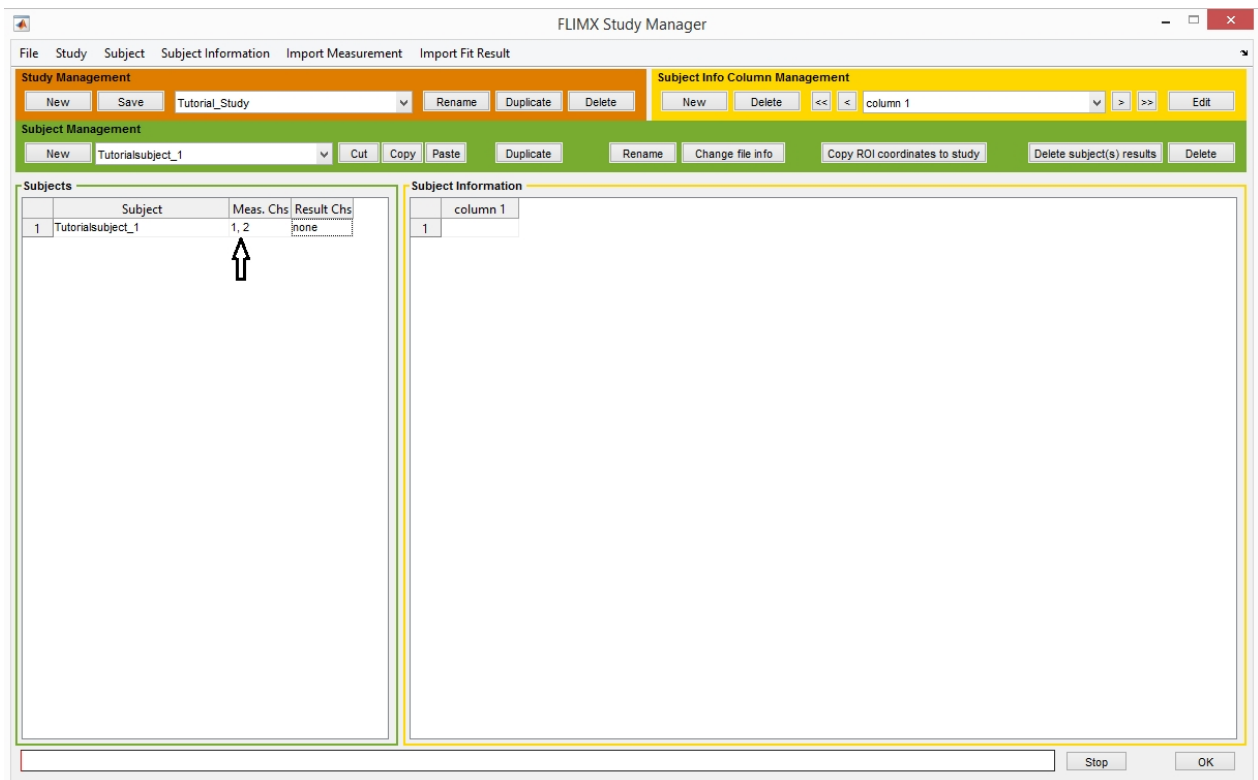 FLIMX Study Manager
File Study Subject Subject Information Import Measurement Import Fit Result
Study Management
New Save Tutorial_Study Rename Duplicate Delete
Subject Info Column Management
New Delete << < column 1 > >> Edit
Subject Management
New Tutorialsubject_1 Cut Copy Paste Duplicate Rename Change file info Copy ROI coordinates to study Delete subject(s) results Delete
Subjects
Subject Meas. Chs Result Chs
1 Tutorialsubject_1 1, 2 none
Subject Information
column 1
1
Stop OK